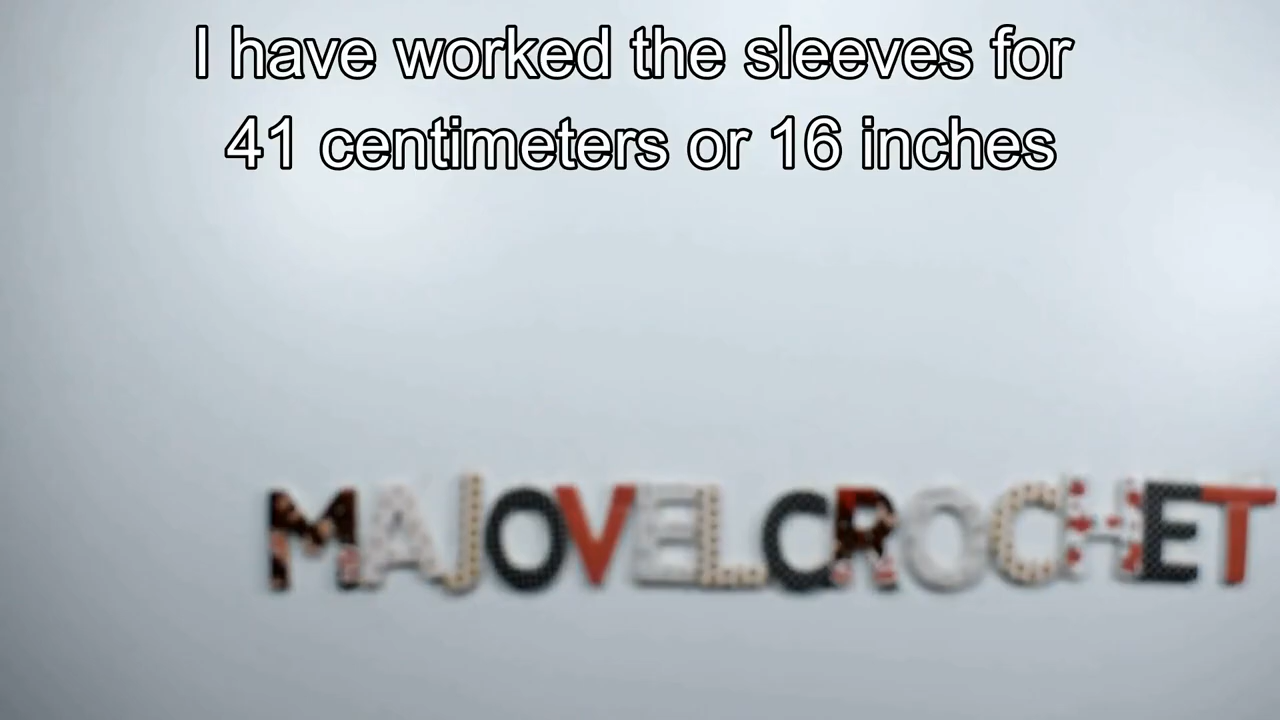 I have worked the sleeves for
41 centimeters or 16 inches
MAJOVELCROCHET